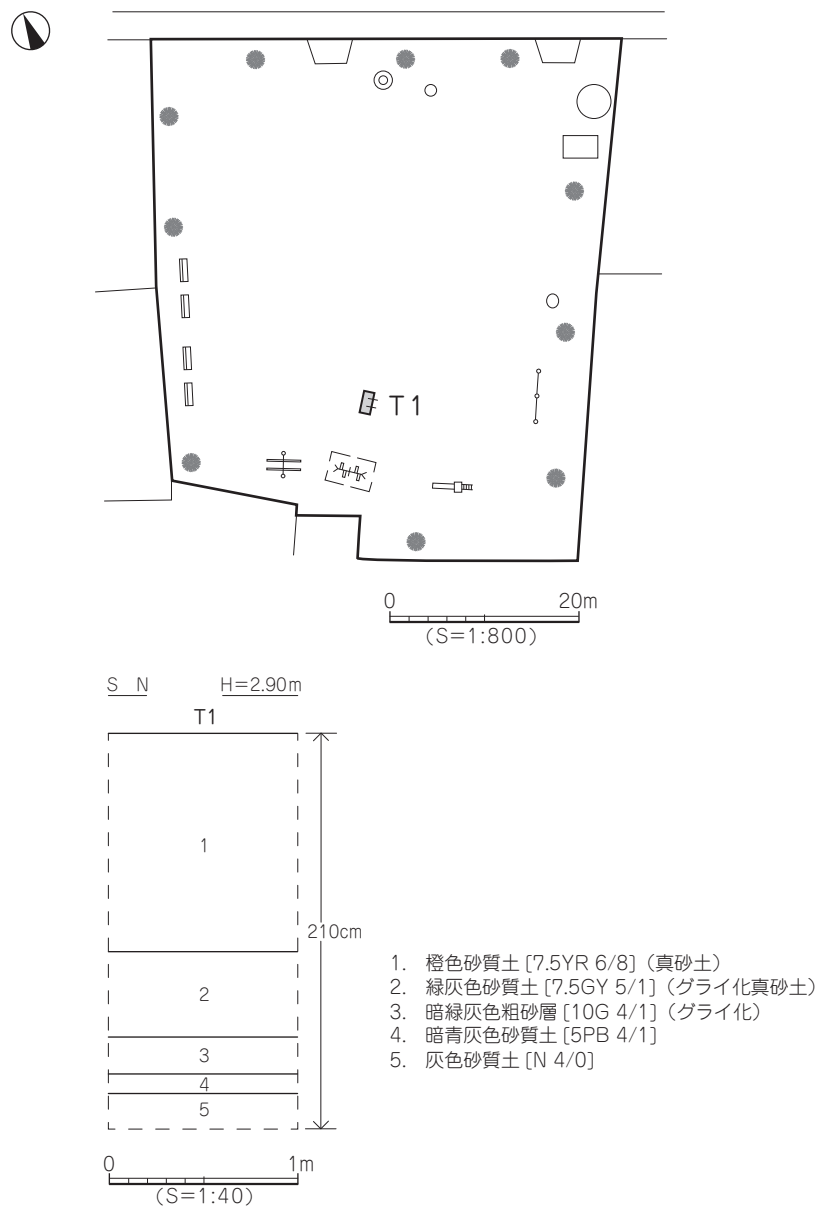 T1
0 20m
(S=1:800)
S N H=2.90m
T1
1
2
3
4
5
210cm
1. 橙色砂質土 [7.5YR 6/8]（真砂土）
2. 緑灰色砂質土 [7.5GY 5/1]（グライ化真砂土）
3. 暗緑灰色粗砂層 [10G 4/1]（グライ化）
4. 暗青灰色砂質土 [5PB 4/1]
5. 灰色砂質土 [N 4/0]
0 1m
(S=1:40)